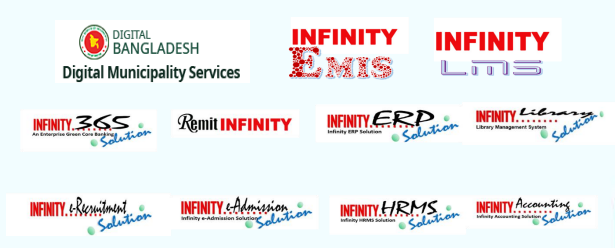 DIGITAL
BANGLADESH
Digital Municipality Services
INFINITY
EMIS
INFINITY
LMS
INFINITY 365
An Enterprise Green Core Banking
Solution
Remit INFINITY
INFINITY ERP
Infinity ERP Solution
Solution
INFINITY Library
Library Management System
Solution
INFINITY e-Recruitment
Solution
INFINITY e-Admission
Infinity e-Admission Solution
Solution
INFINITY HRMS
Infinity HRMS Solution
Solution
INFINITY Accounting
Infinity Accounting Solution
Solution